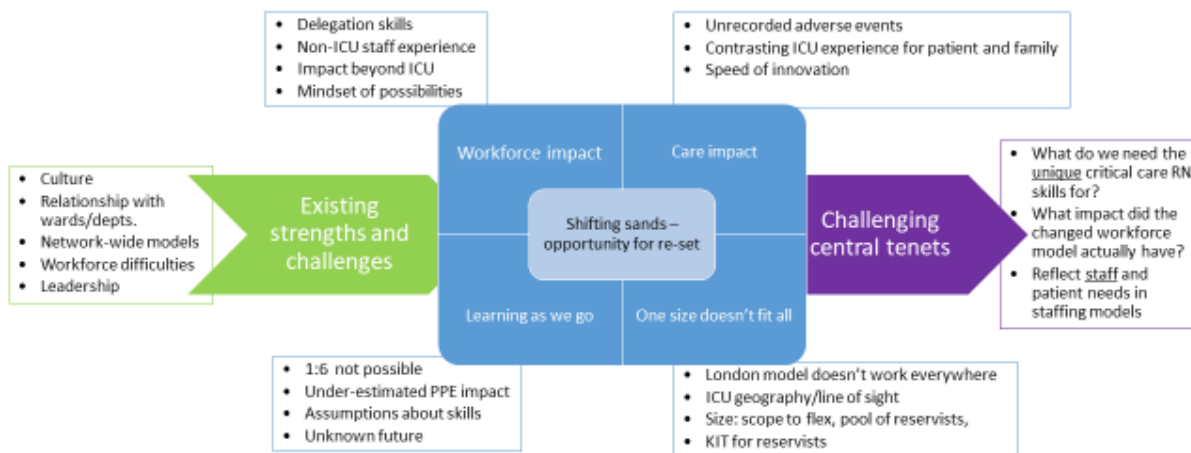 • Delegation skills
• Non-ICU staff experience
• Impact beyond ICU
• Mindset of possibilities
• Unrecorded adverse events
• Contrasting ICU experience for patient and family
• Speed of innovation
• Culture
• Relationship with
wards/depts.
• Network-wide models
• Workforce difficulties
• Leadership
Existing
strengths and
challenges
Workforce impact
Care impact
Shifting sands –
opportunity for re-set
Learning as we go
One size doesn't fit all
Challenging
central tenets
• What do we need the
unique critical care RN
skills for?
• What impact did the
changed workforce
model actually have?
• Reflect staff and
patient needs in
staffing models
• 1:6 not possible
• Under-estimated PPE impact
• Assumptions about skills
• Unknown future
• London model doesn't work everywhere
• ICU geography/line of sight
• Size: scope to flex, pool of reservists,
• KIT for reservists